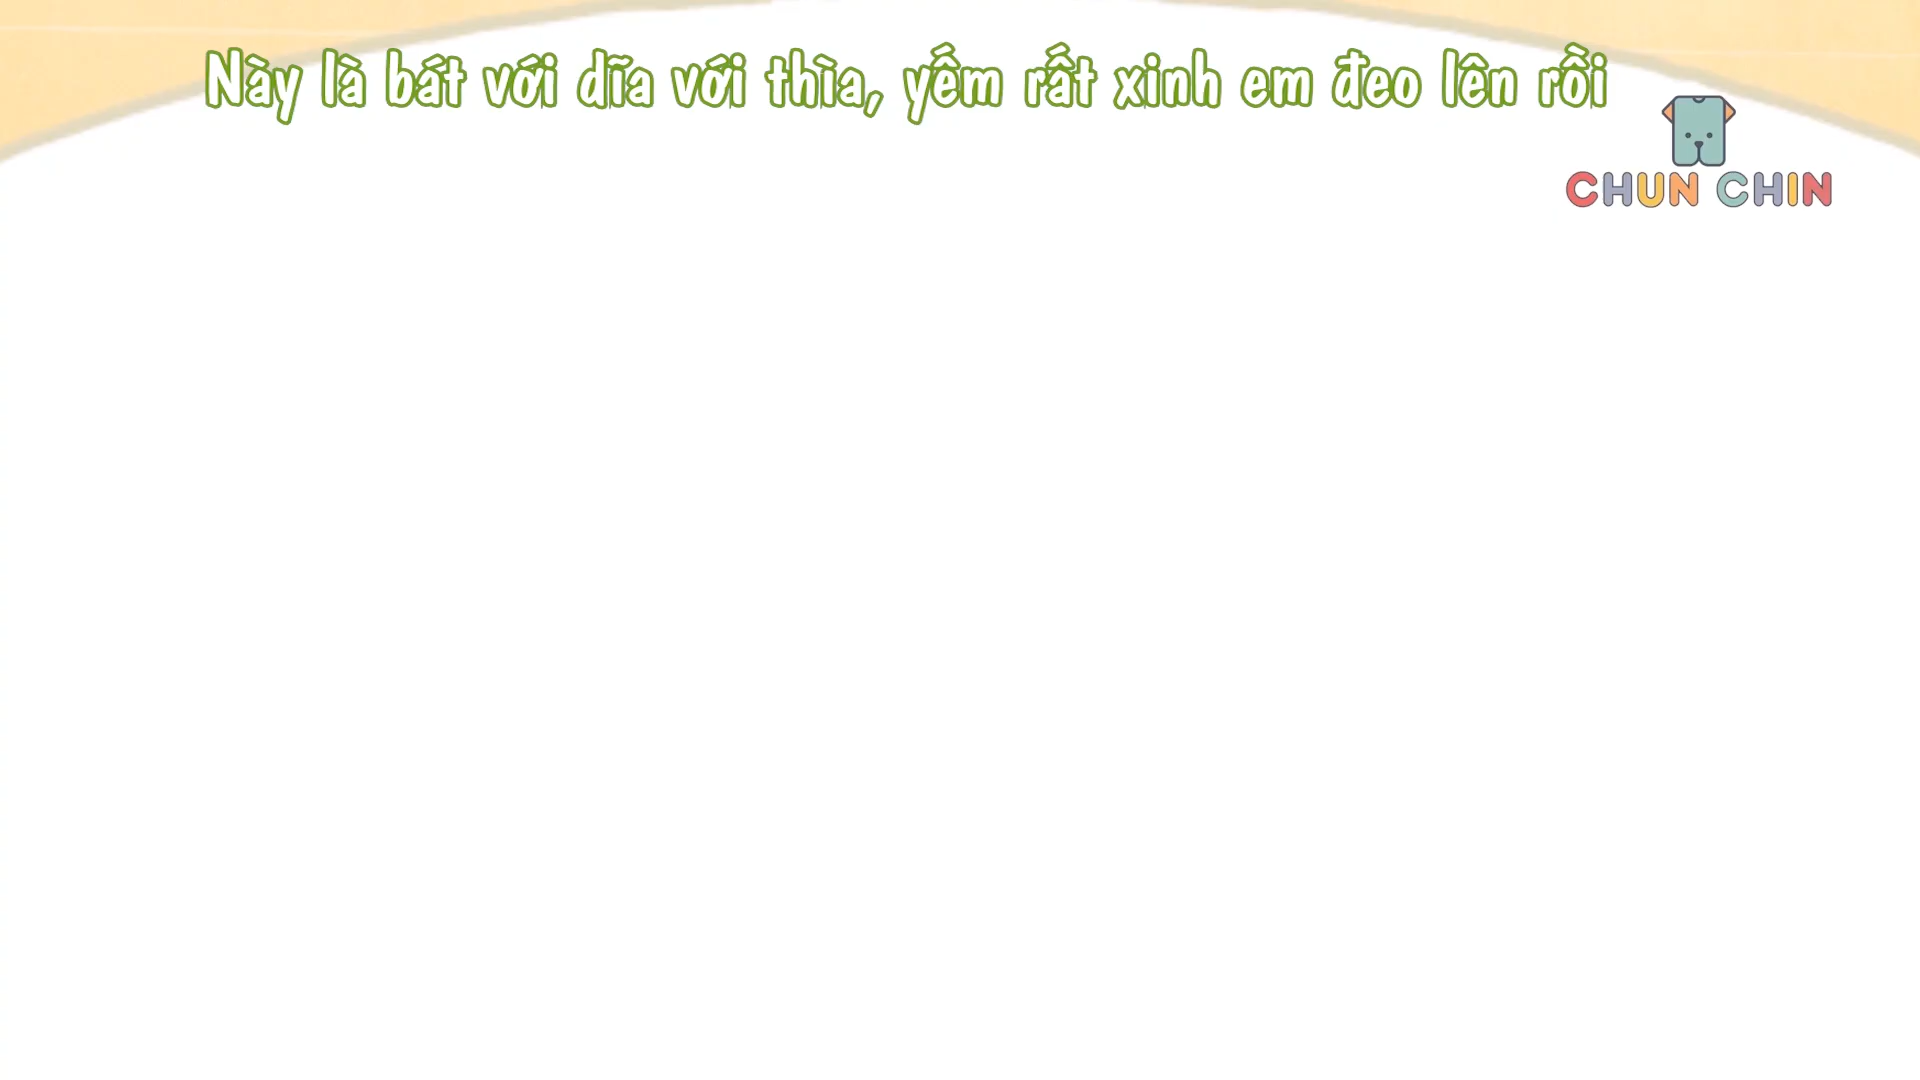 Này là bát với dĩa với thìa, yếm rất xinh em đeo lên rồi
CHUN CHIN